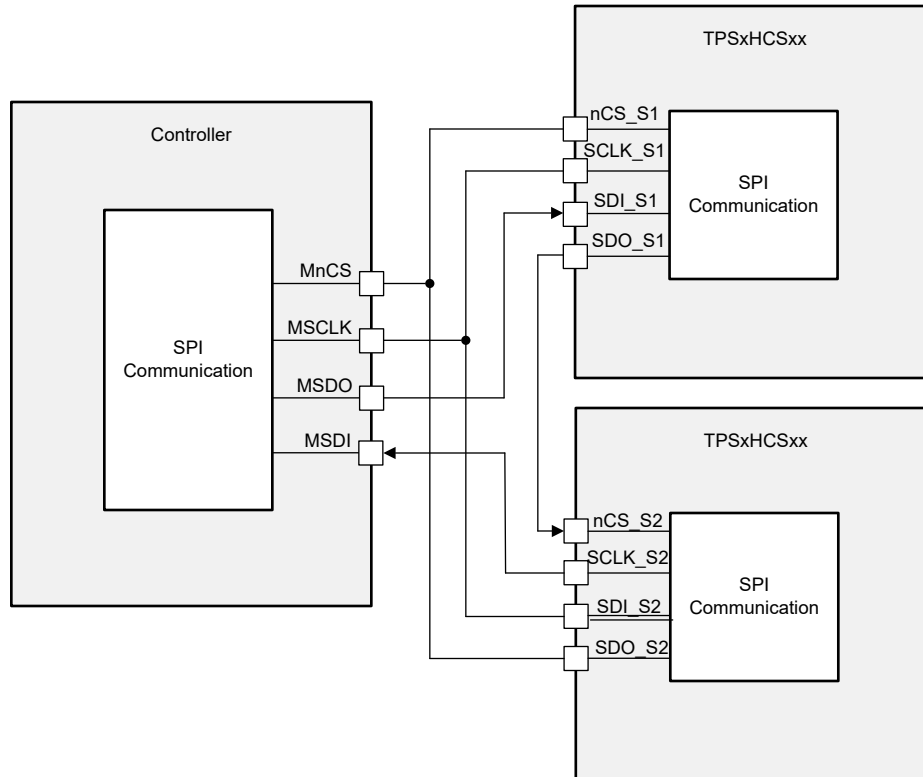 Controller
SPI
Communication
MnCS
MSCLK
MSDO
MSDI
TPSxHCSxx
nCS_S1
SCLK_S1
SDI_S1
SDO_S1
SPI
Communication
TPSxHCSxx
nCS_S2
SCLK_S2
SDI_S2
SDO_S2
SPI
Communication